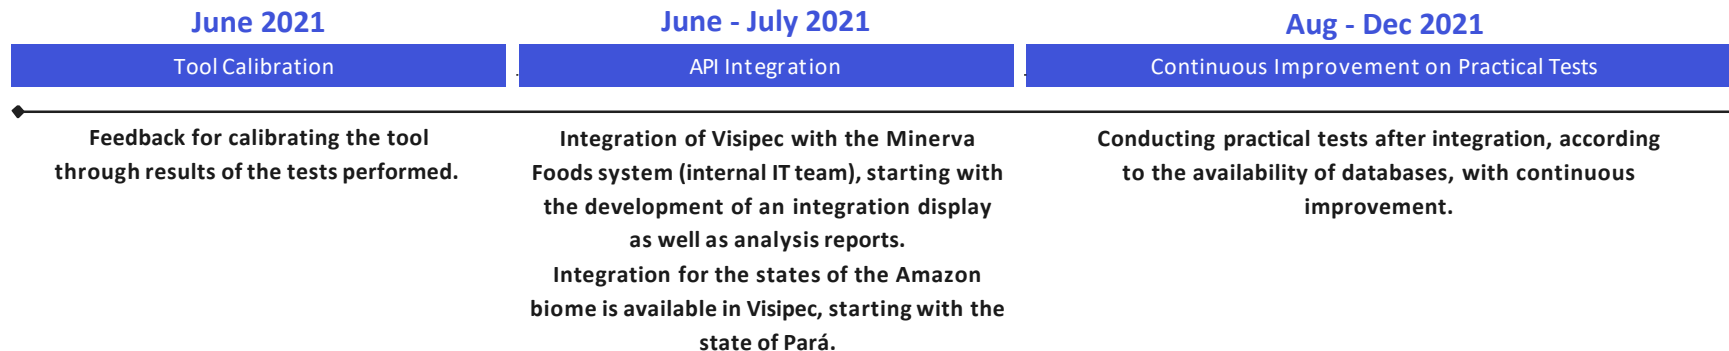 June 2021
Tool Calibration
Feedback for calibrating the tool
through results of the tests performed.
June - July 2021
API Integration
Integration of Visipec with the Minerva
Foods system (internal IT team), starting with
the development of an integration display
as well as analysis reports.
Integration for the states of the Amazon
biome is available in Visipec, starting with the
state of Pará.
Aug - Dec 2021
Continuous Improvement on Practical Tests
Conducting practical tests after integration, according
to the availability of databases, with continuous
improvement.